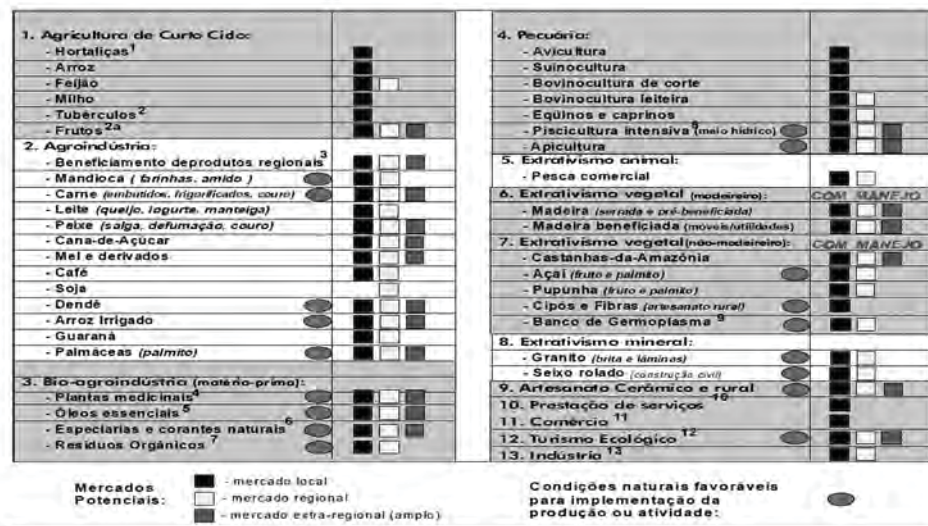 1. Agricultura de Curto Ciclo:
- Hortaliças1
- Arroz
- Feijão
- Milho
- Tubérculos2
- Frutos2a
2. Agroindústria:
- Beneficiamento deprodutos regionais3
- Mandioca ( farinhas, amido )
- Carne (embutidos, frigorificados, couro)
- Leite (queijo, iogurte, manteiga)
- Peixe (salga, defumação, couro)
- Cana-de-Açúcar
- Mel e derivados
- Café
- Soja
- Dendê
- Arroz Irrigado
- Guaraná
- Palmáceas (palmito)
3. Bio-agroindústria (matério-prima):
- Plantas medicinais4
- Óleos essenciais5
- Especiarias e corantes naturais6
- Resíduos Orgânicos7
4. Pecuária:
- Avicultura
- Suinocultura
- Bovinocultura de corte
- Bovinocultura leiteira
- Eqüinos e caprinos
- Piscicultura intensiva8 (meio hídrico)
- Apicultura
5. Extrativismo animal:
- Pesca comercial
6. Extrativismo vegetal (madeireiro): COM MANEJO
- Madeira (serrada e pré-beneficiada)
- Madeira beneficiada (móveis/utilidades)
7. Extrativismo vegetal (não-madeireiro): COM MANEJO
- Castanhas-da-Amazônia
- Açaí (fruto e palmito)
- Pupunha (fruto e palmito)
- Cipós e Fibras (artesanato rural)
- Banco de Germoplasma9
8. Extrativismo mineral:
- Granito (brita e lâminas)
- Seixo rolado (construção civil)
9. Artesanato Cerâmico e rural
10. Prestação de serviços10
11. Comércio11
12. Turismo Ecológico12
13. Indústria13
Mercados
Potenciais:
- mercado local
- mercado regional
- mercado extra-regional (amplo)
Condições naturais favoráveis
para implementação da
produção ou atividade: